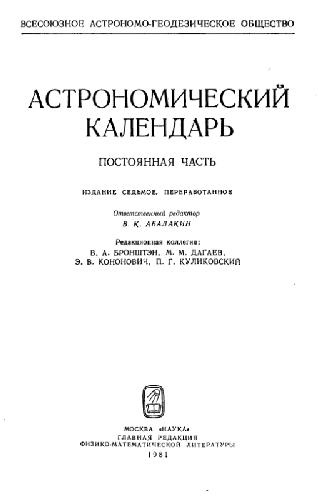 ВСЕСОЮЗНОЕ АСТРОНОМО-ГЕОДЕЗИЧЕСКОЕ ОБЩЕСТВО
АСТРОНОМИЧЕСКИЙ
КАЛЕНДАРЬ
ПОСТОЯННАЯ ЧАСТЬ
ИЗДАНИЕ СЕДЬМОЕ, ПЕРЕРАБОТАННОЕ
Ответственный редактор
В. К. АБАЛАКИН
Редакционная коллегия:
В. А. БРОНШТЭН, М. М. ДАГАЕВ,
Э. В. КОНОНОВИЧ, П. Г. КУЛИКОВСКИЙ
МОСКВА «НАУКА»
ГЛАВНАЯ РЕДАКЦИЯ
ФИЗИКО-МАТЕМАТИЧЕСКОЙ ЛИТЕРАТУРЫ
1981